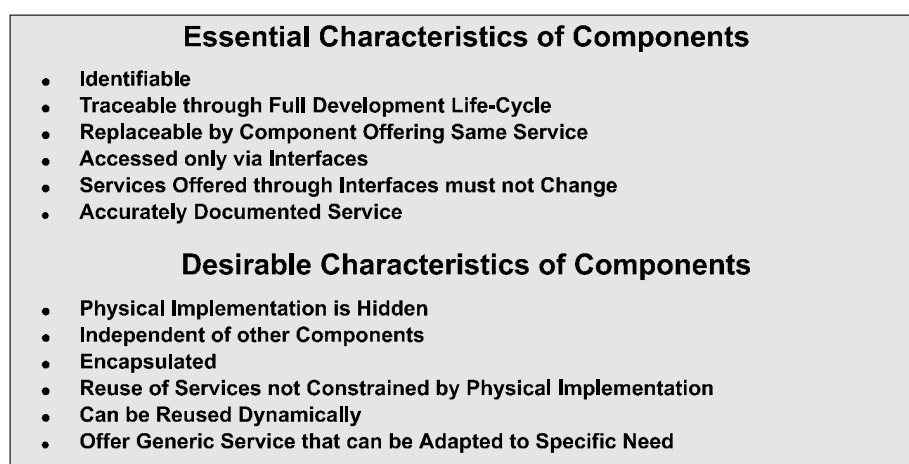 Essential Characteristics of Components
• Identifiable
• Traceable through Full Development Life-Cycle
• Replaceable by Component Offering Same Service
• Accessed only via Interfaces
• Services Offered through Interfaces must not Change
• Accurately Documented Service
Desirable Characteristics of Components
• Physical Implementation is Hidden
• Independent of other Components
• Encapsulated
• Reuse of Services not Constrained by Physical Implementation
• Can be Reused Dynamically
• Offer Generic Service that can be Adapted to Specific Need